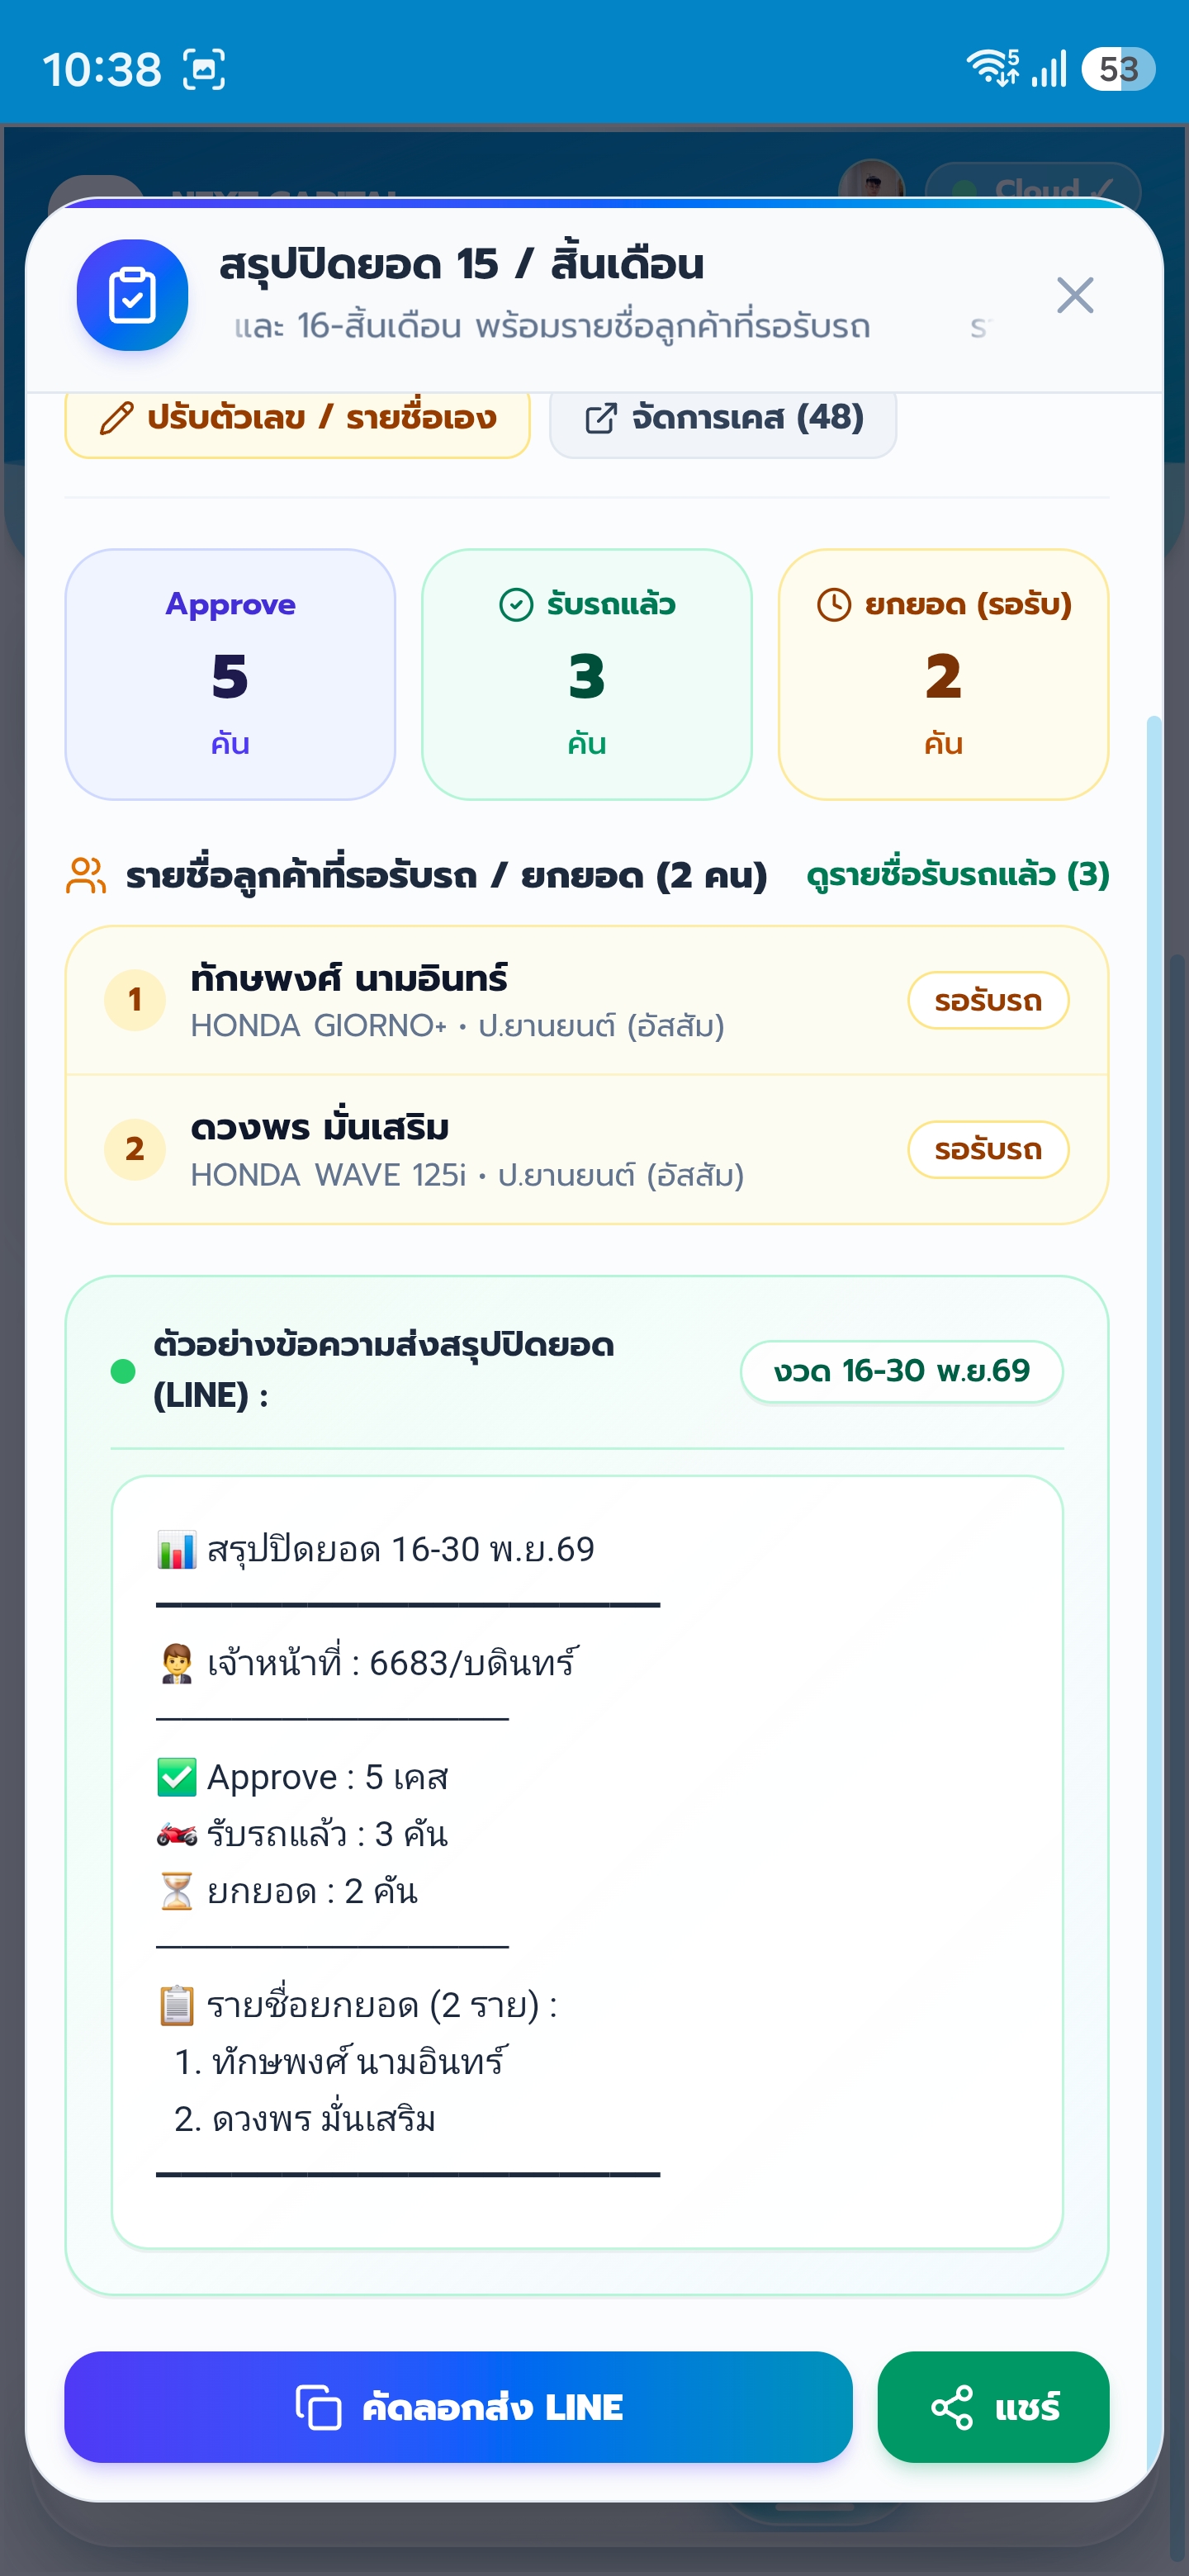 10:38
5
53
Cloud ✓
สรุปปิดยอด 15 / สิ้นเดือน
และ 16-สิ้นเดือน พร้อมรายชื่อลูกค้าที่รอรับรถ
ปรับตัวเลข / รายชื่อเอง
จัดการเคส (48)
Approve
5
คัน
รับรถแล้ว
3
คัน
ยกยอด (รอรับ)
2
คัน
รายชื่อลูกค้าที่รอรับรถ / ยกยอด (2 คน)
ดูรายชื่อรับรถแล้ว (3)
1
ทักษพงศ์ นามอินทร์
HONDA GIORNO+ • ป.ยานยนต์ (อัสสัม)
รอรับรถ
2
ดวงพร มั่นเสริม
HONDA WAVE 125i • ป.ยานยนต์ (อัสสัม)
รอรับรถ
ตัวอย่างข้อความส่งสรุปปิดยอด
(LINE) :
งวด 16-30 พ.ย.69
📊 สรุปปิดยอด 16-30 พ.ย.69
👨‍💼 เจ้าหน้าที่ : 6683/บดินทร์
✅ Approve : 5 เคส
🏍️ รับรถแล้ว : 3 คัน
⏳ ยกยอด : 2 คัน
📋 รายชื่อยกยอด (2 ราย) :
1. ทักษพงศ์ นามอินทร์
2. ดวงพร มั่นเสริม
คัดลอกส่ง LINE
แชร์